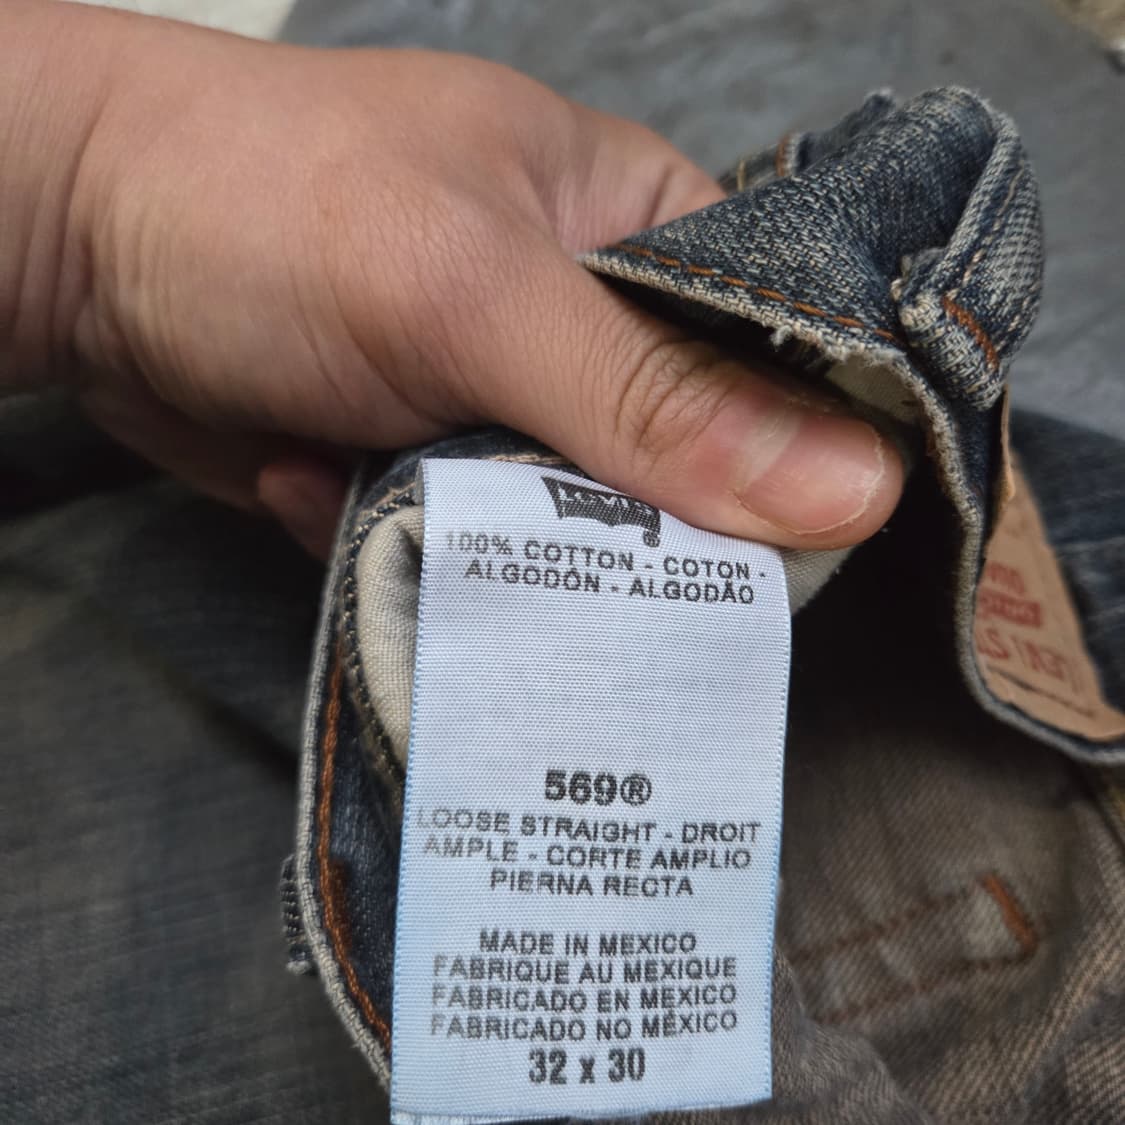 LEVI'S
®
100% COTTON - COTON -
ALGODÓN - ALGODÃO
569®
LOOSE STRAIGHT - DROIT
AMPLE - CORTE AMPLIO
PIERNA RECTA
MADE IN MEXICO
FABRIQUE AU MEXIQUE
FABRICADO EN MEXICO
FABRICADO NO MÉXICO
32 x 30